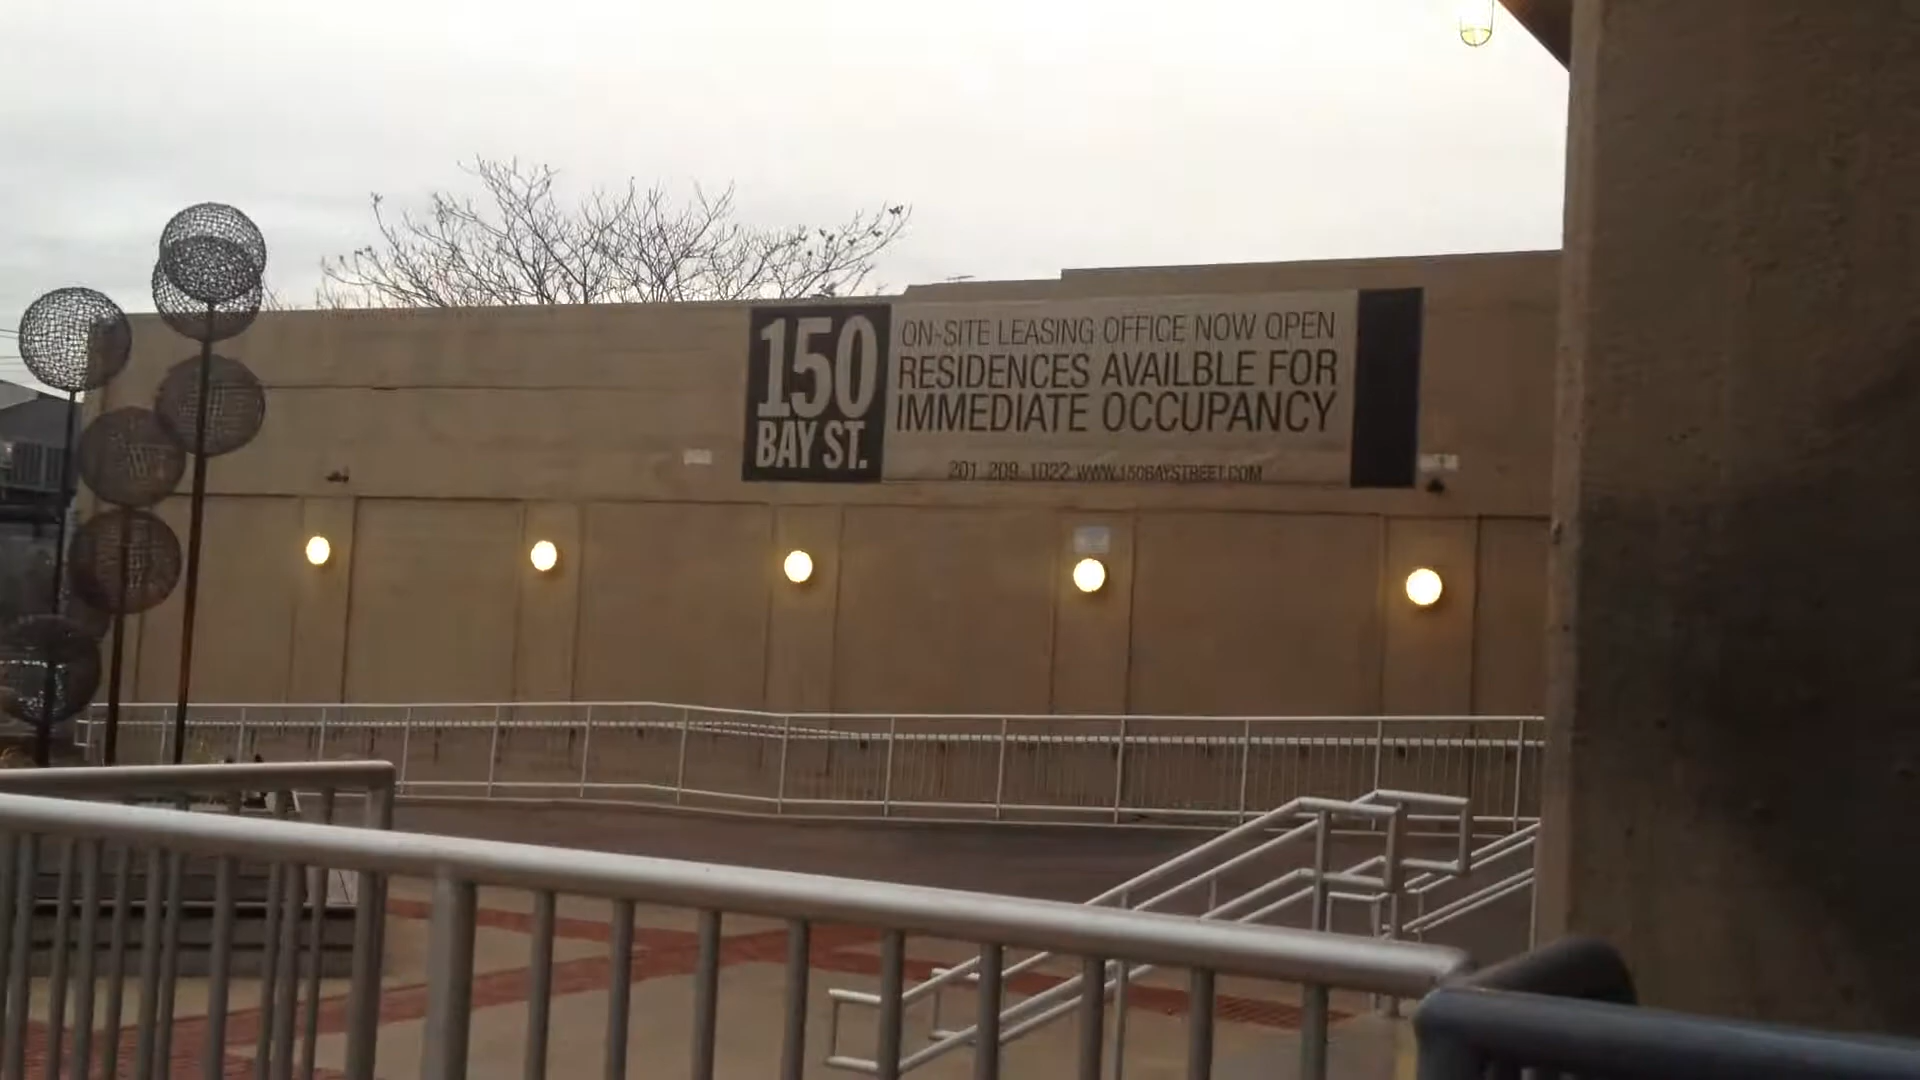 150
BAY ST.
ON-SITE LEASING OFFICE NOW OPEN
RESIDENCES AVAILBLE FOR
IMMEDIATE OCCUPANCY
201 209 1022 WWW.150BAYSTREET.COM